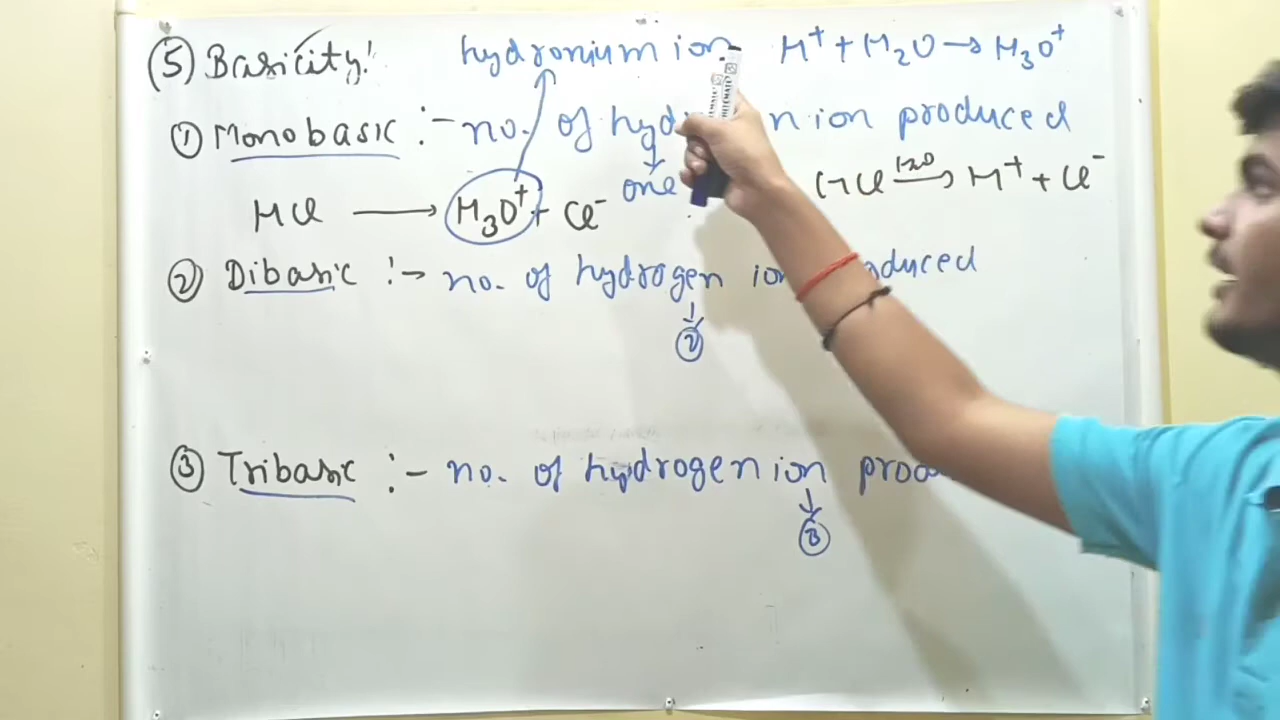 (5) Basicity! hydronium ion H⁺ + H₂O → H₃O⁺
① Monobasic :- no. of hyd n ion produced
↓ one HCl —H₂O→ H⁺ + Cl⁻
HCl → H₃O⁺ + Cl⁻
② Dibasic :- no. of hydrogen ion oduced
↓ ②
③ Tribasic :- no. of hydrogen ion prod
↓ ③